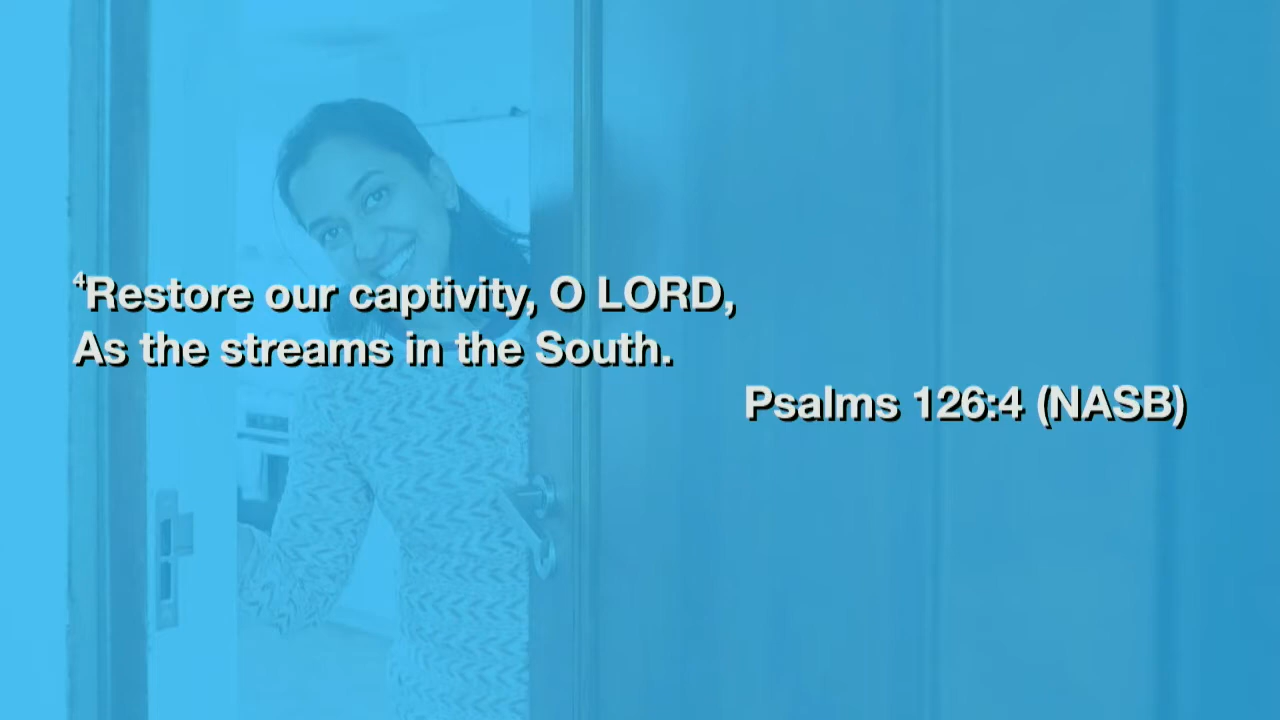 ⁴Restore our captivity, O LORD,
As the streams in the South.
Psalms 126:4 (NASB)